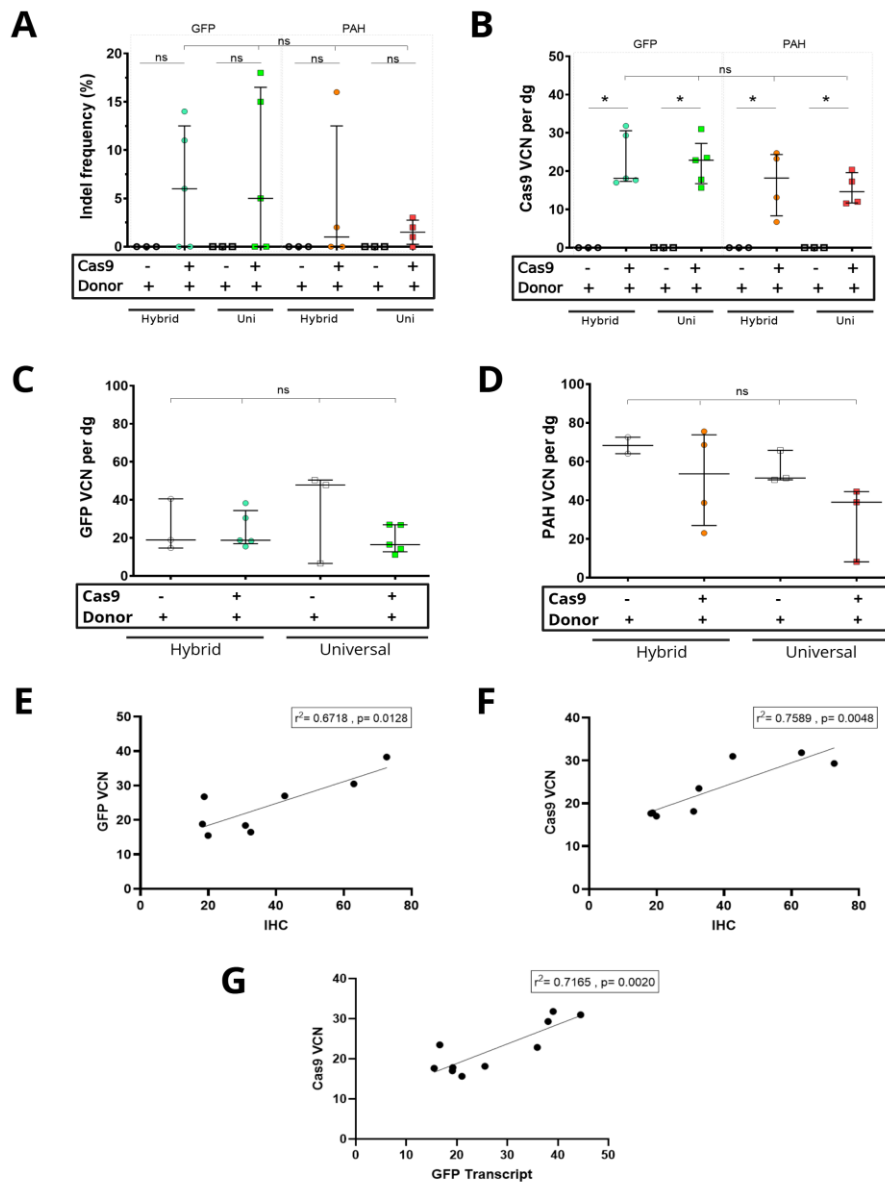 A
GFP PAH
ns
ns ns ns ns
20
15
10
5
0
Indel frequency (%)
Cas9 - + - + - + - +
Donor + + + + + + + +
Hybrid Uni Hybrid Uni
B
GFP PAH
ns
* * * *
50
40
30
20
10
0
Cas9 VCN per dg
Cas9 - + - + - + - +
Donor + + + + + + + +
Hybrid Uni Hybrid Uni
C
ns
100
80
60
40
20
0
GFP VCN per dg
Cas9 - + - +
Donor + + + +
Hybrid Universal
D
ns
100
80
60
40
20
0
PAH VCN per dg
Cas9 - + - +
Donor + + + +
Hybrid Universal
E
r²= 0.6718 , p= 0.0128
50
40
30
20
10
0
GFP VCN
0 20 40 60 80
IHC
F
r²= 0.7589 , p= 0.0048
40
30
20
10
0
Cas9 VCN
0 20 40 60 80
IHC
G
r²= 0.7165 , p= 0.0020
40
30
20
10
0
Cas9 VCN
0 10 20 30 40 50
GFP Transcript